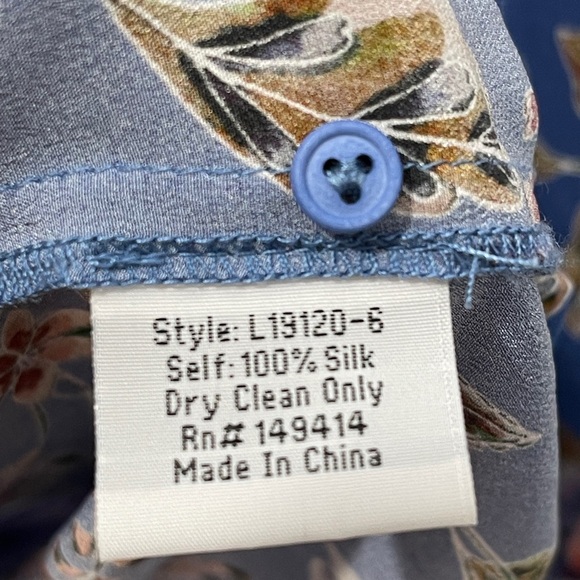 Style: L19120-6
Self: 100% Silk
Dry Clean Only
Rn# 149414
Made In China